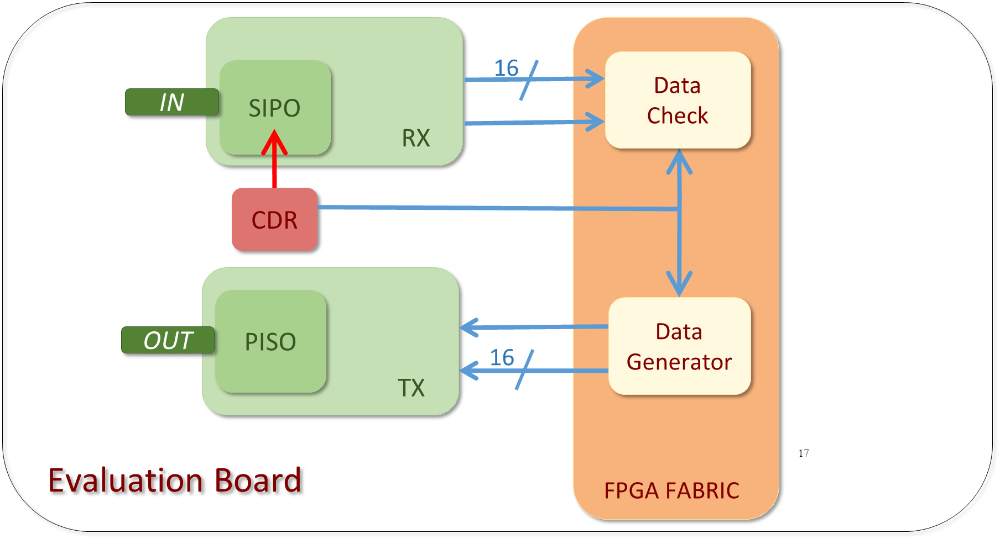 16
IN
SIPO
RX
Data
Check
CDR
OUT
PISO
TX
16
Data
Generator
17
Evaluation Board
FPGA FABRIC